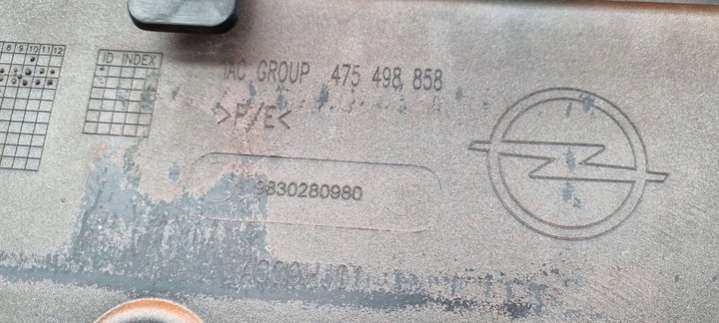 8 9 10 11 12
ID INDEX
IAC GROUP 475 498 858
>P/E<
9830280980